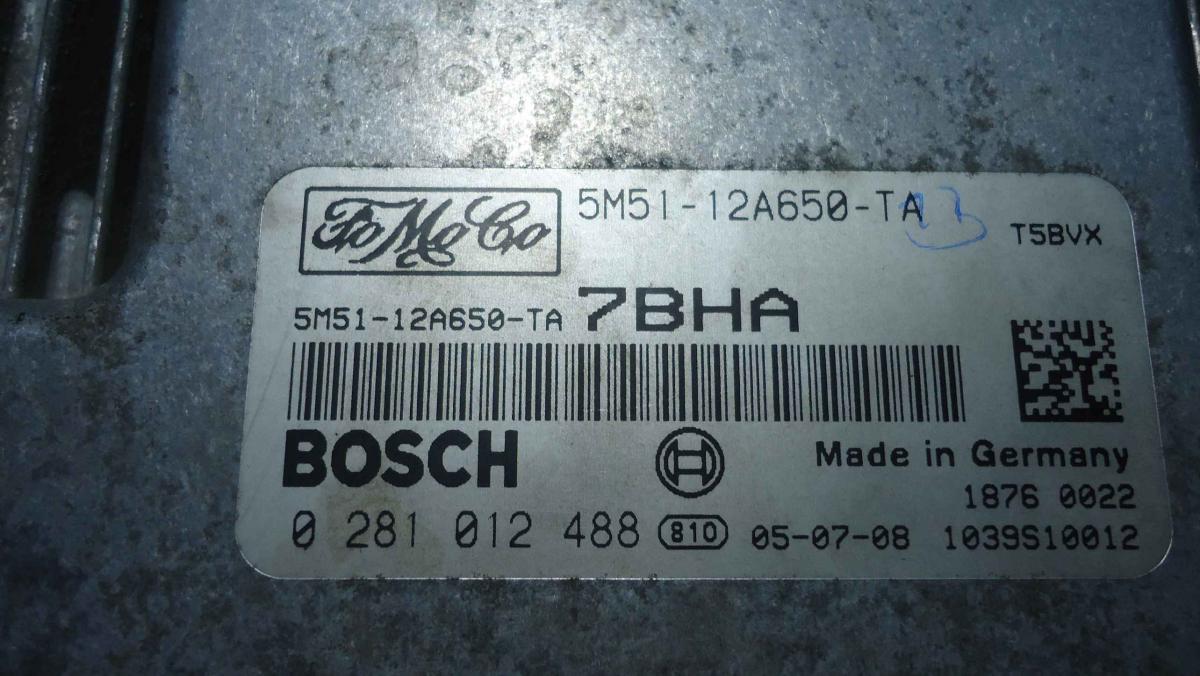 FoMoCo 5M51-12A650-TA
T5BVX
5M51-12A650-TA 7BHA
BOSCH
Made in Germany
1876 0022
0 281 012 488 810 05-07-08 1039S10012